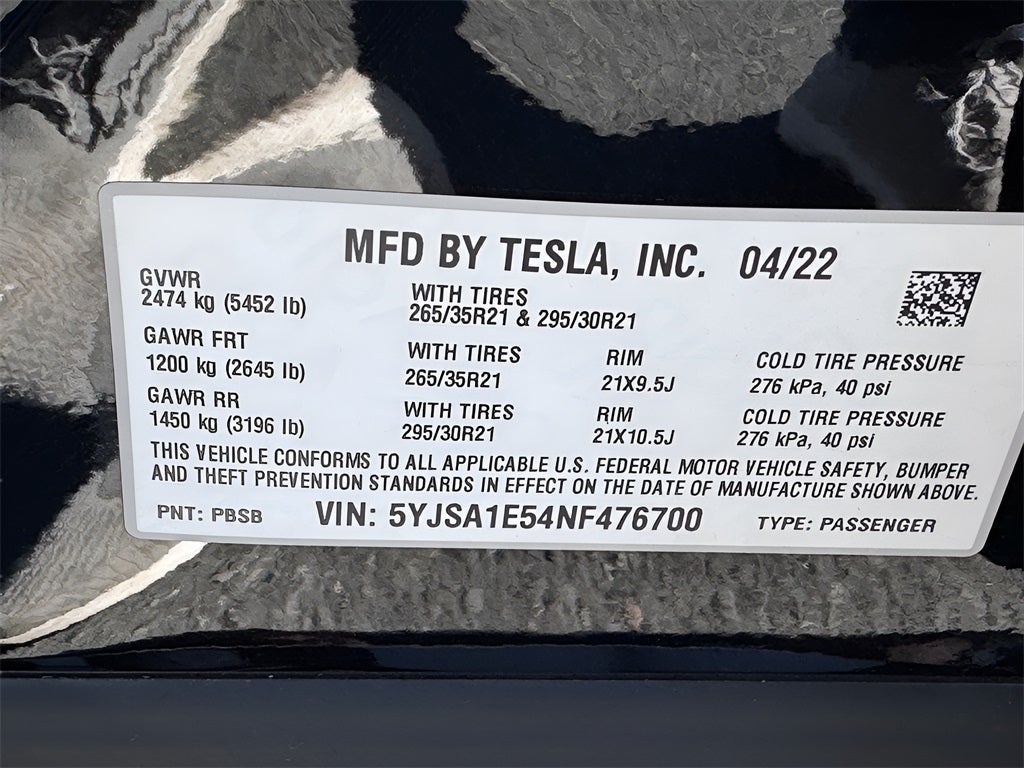 MFD BY TESLA, INC. 04/22
GVWR
2474 kg (5452 lb)
WITH TIRES
265/35R21 & 295/30R21
GAWR FRT
1200 kg (2645 lb)
WITH TIRES
265/35R21
RIM
21X9.5J
COLD TIRE PRESSURE
276 kPa, 40 psi
GAWR RR
1450 kg (3196 lb)
WITH TIRES
295/30R21
RIM
21X10.5J
COLD TIRE PRESSURE
276 kPa, 40 psi
THIS VEHICLE CONFORMS TO ALL APPLICABLE U.S. FEDERAL MOTOR VEHICLE SAFETY, BUMPER
AND THEFT PREVENTION STANDARDS IN EFFECT ON THE DATE OF MANUFACTURE SHOWN ABOVE.
PNT: PBSB VIN: 5YJSA1E54NF476700 TYPE: PASSENGER